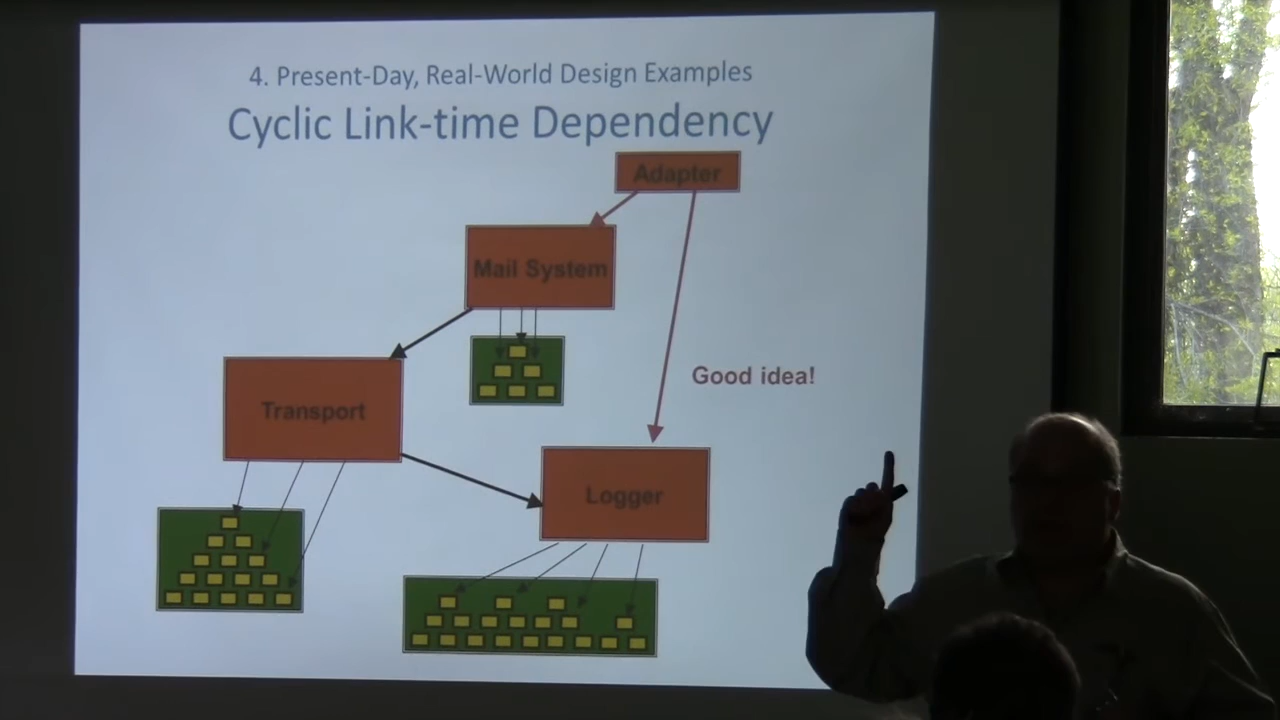 4. Present-Day, Real-World Design Examples
Cyclic Link-time Dependency
Adapter
Mail System
Good idea!
Transport
Logger